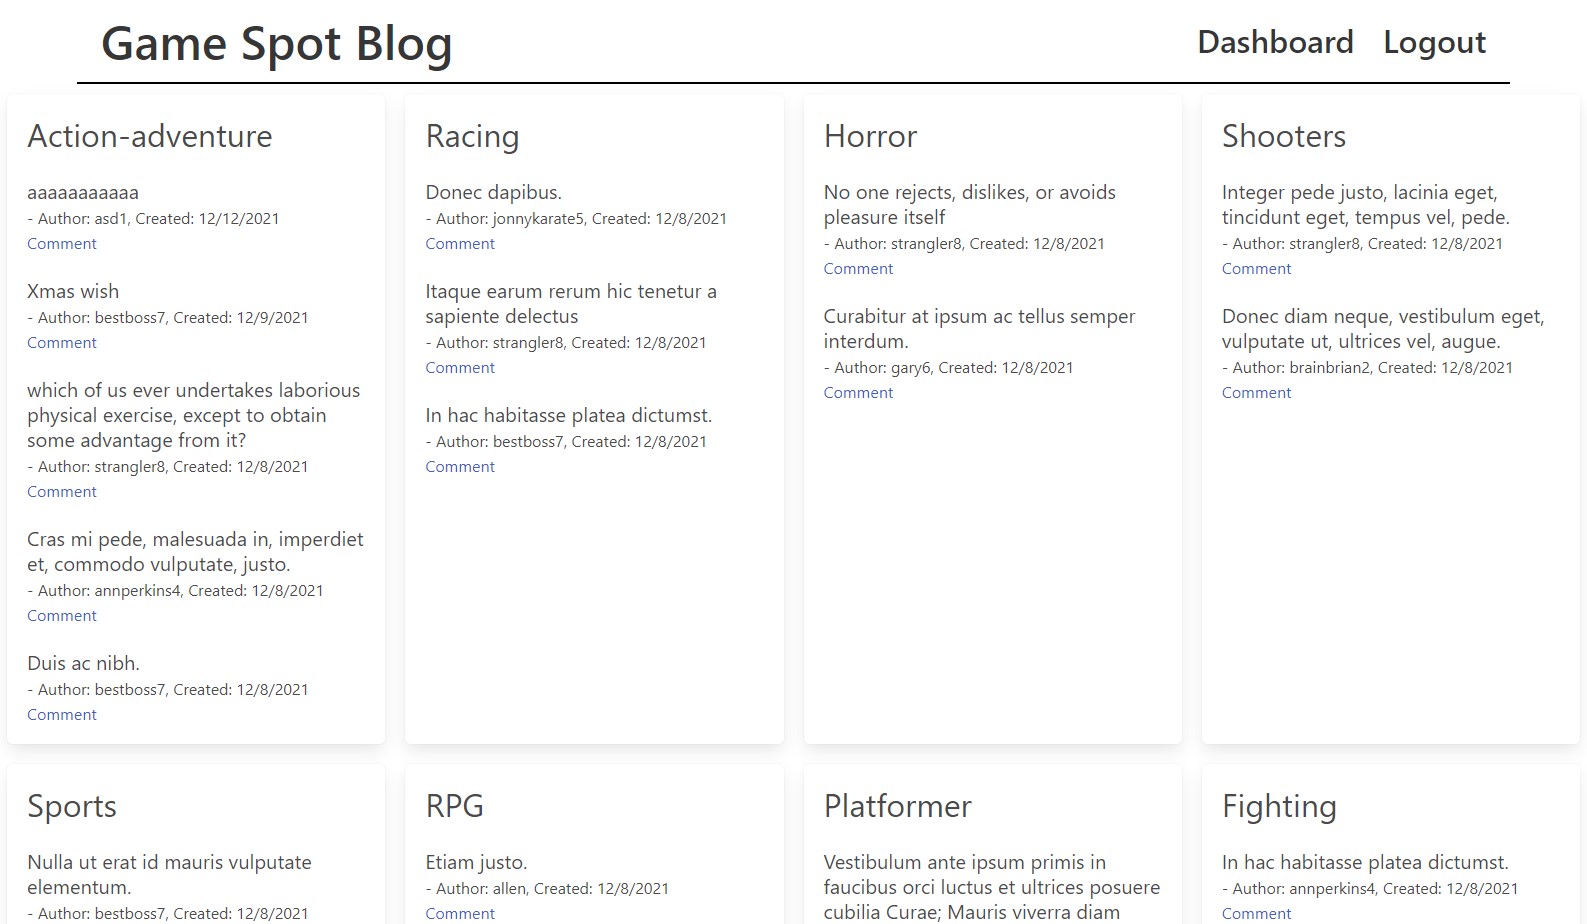 Game Spot Blog
Dashboard Logout
Action-adventure
aaaaaaaaaaa
- Author: asd1, Created: 12/12/2021
Comment
Xmas wish
- Author: bestboss7, Created: 12/9/2021
Comment
which of us ever undertakes laborious
physical exercise, except to obtain
some advantage from it?
- Author: strangler8, Created: 12/8/2021
Comment
Cras mi pede, malesuada in, imperdiet
et, commodo vulputate, justo.
- Author: annperkins4, Created: 12/8/2021
Comment
Duis ac nibh.
- Author: bestboss7, Created: 12/8/2021
Comment
Racing
Donec dapibus.
- Author: jonnykarate5, Created: 12/8/2021
Comment
Itaque earum rerum hic tenetur a
sapiente delectus
- Author: strangler8, Created: 12/8/2021
Comment
In hac habitasse platea dictumst.
- Author: bestboss7, Created: 12/8/2021
Comment
Horror
No one rejects, dislikes, or avoids
pleasure itself
- Author: strangler8, Created: 12/8/2021
Comment
Curabitur at ipsum ac tellus semper
interdum.
- Author: gary6, Created: 12/8/2021
Comment
Shooters
Integer pede justo, lacinia eget,
tincidunt eget, tempus vel, pede.
- Author: strangler8, Created: 12/8/2021
Comment
Donec diam neque, vestibulum eget,
vulputate ut, ultrices vel, augue.
- Author: brainbrian2, Created: 12/8/2021
Comment
Sports
Nulla ut erat id mauris vulputate
elementum.
- Author: bestboss7, Created: 12/8/2021
RPG
Etiam justo.
- Author: allen, Created: 12/8/2021
Comment
Platformer
Vestibulum ante ipsum primis in
faucibus orci luctus et ultrices posuere
cubilia Curae; Mauris viverra diam
Fighting
In hac habitasse platea dictumst.
- Author: annperkins4, Created: 12/8/2021
Comment